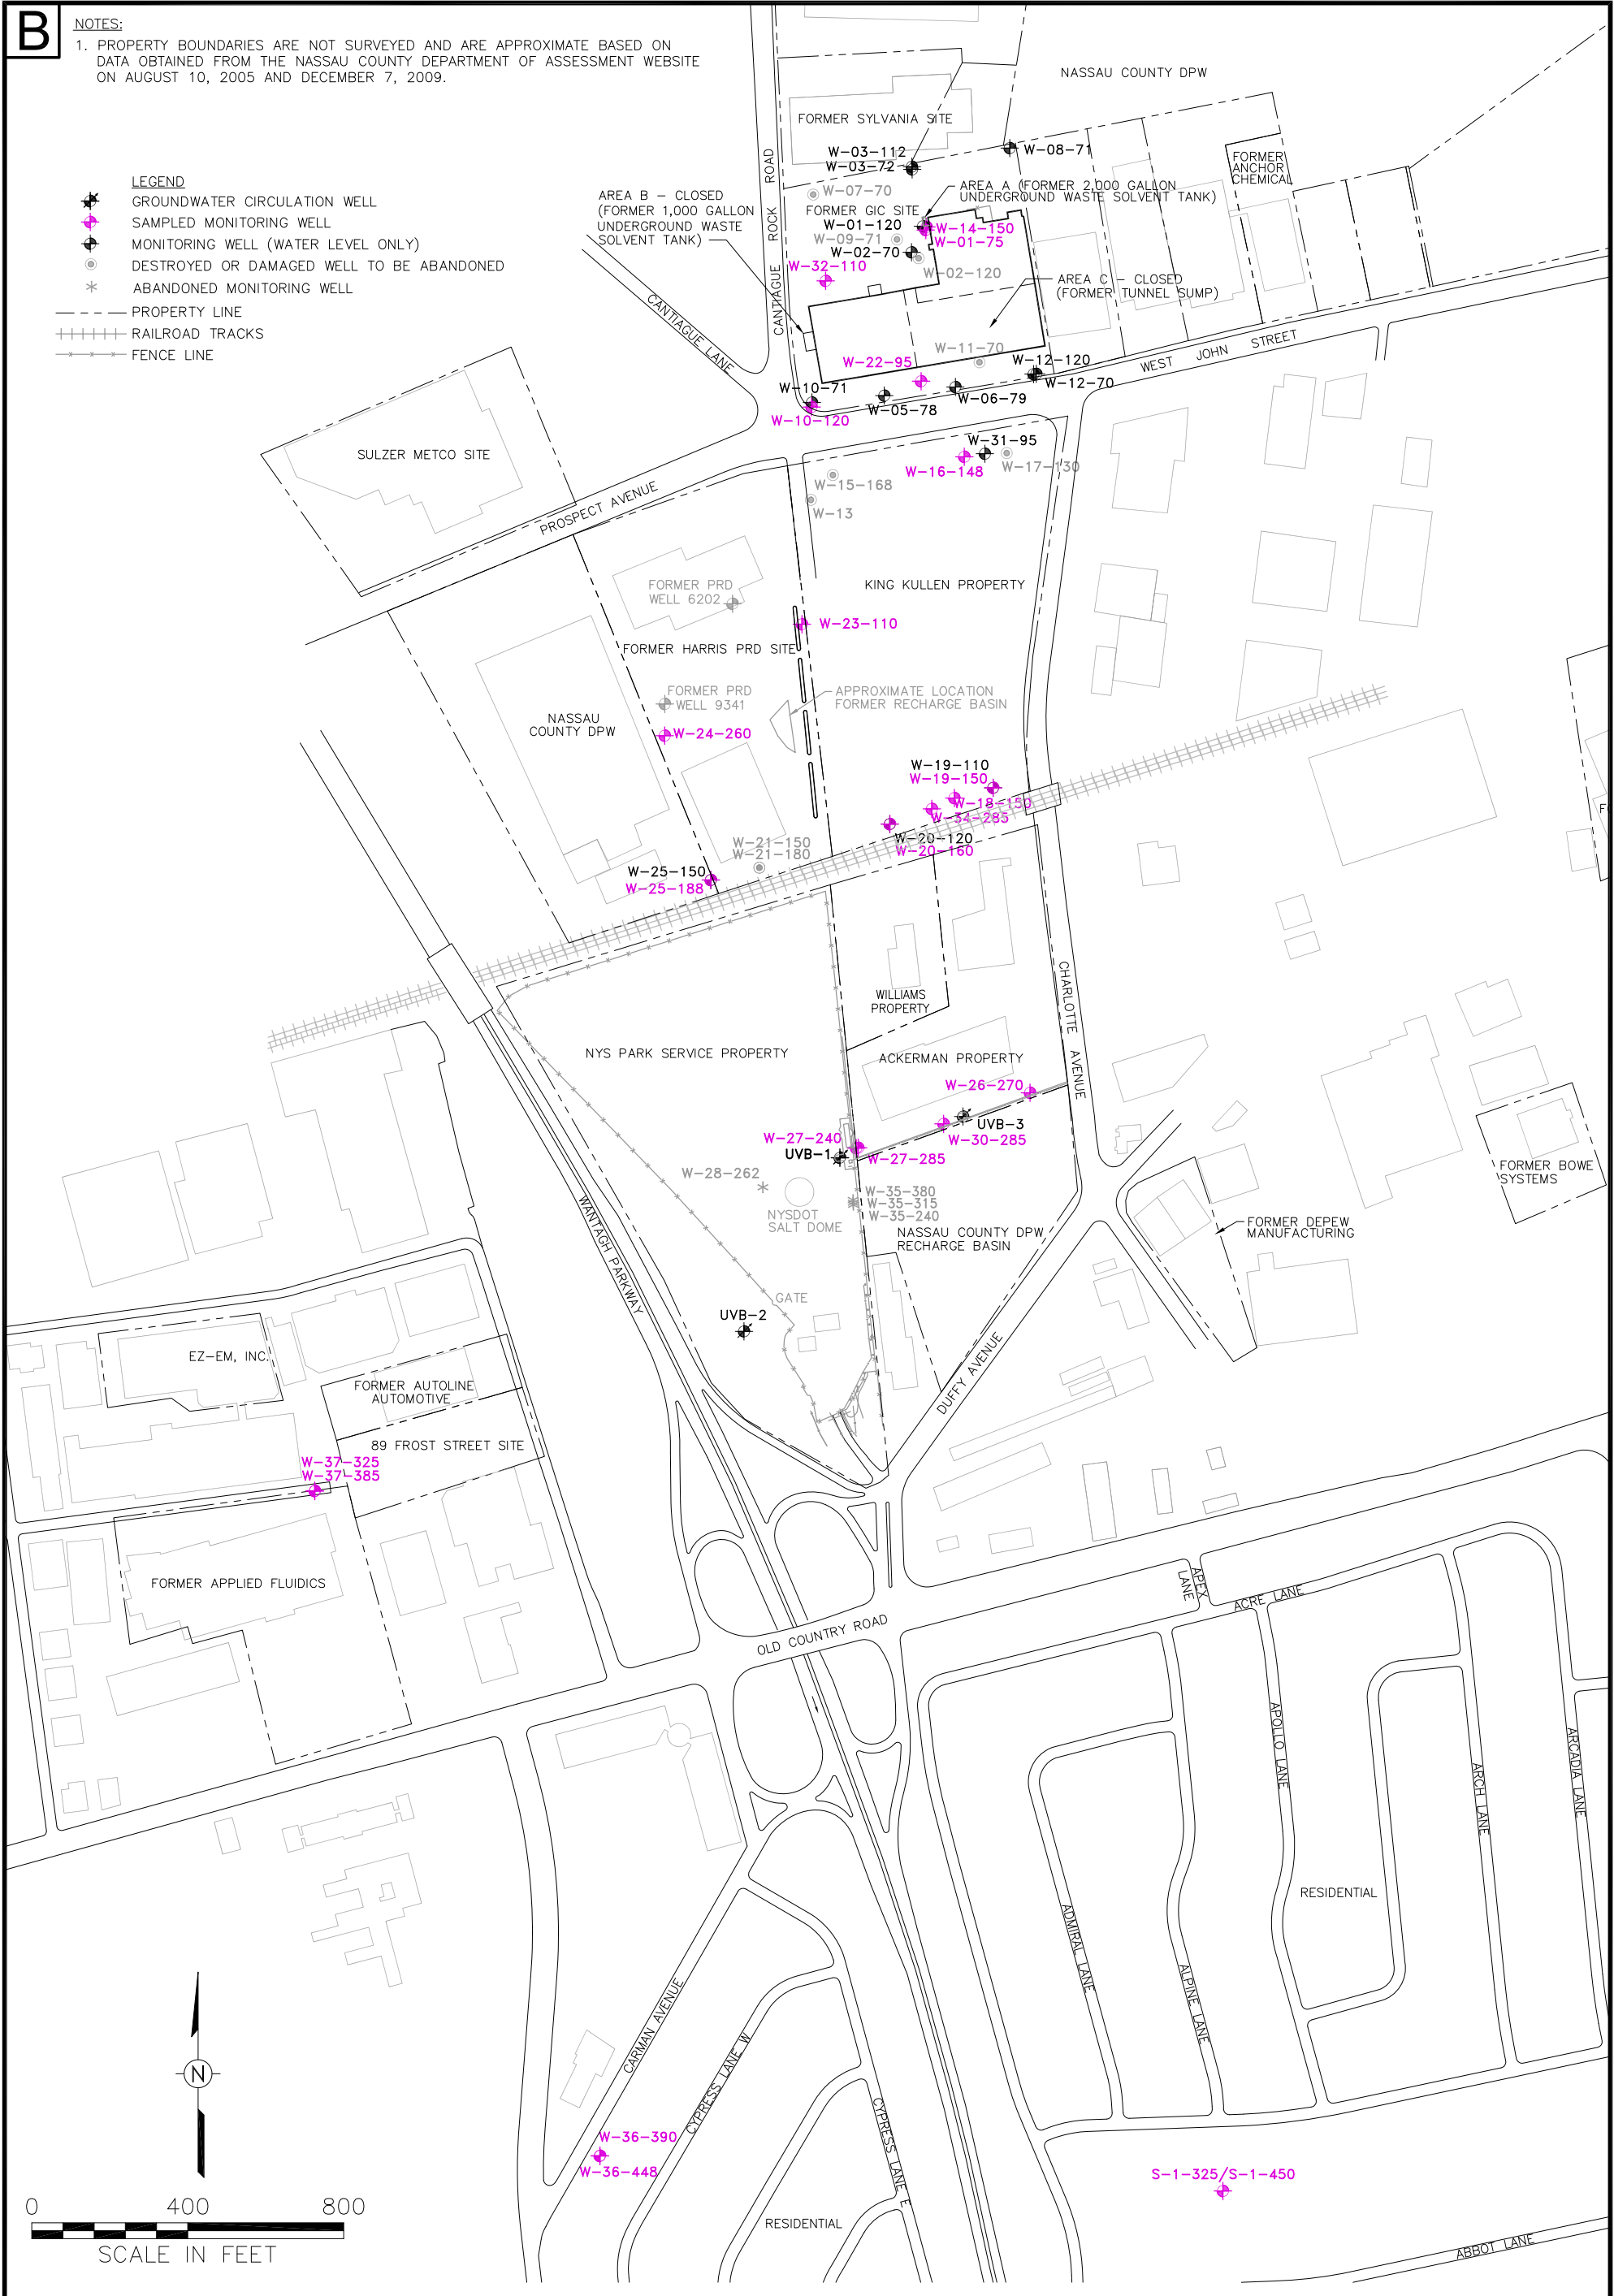 B
NOTES:
1. PROPERTY BOUNDARIES ARE NOT SURVEYED AND ARE APPROXIMATE BASED ON
DATA OBTAINED FROM THE NASSAU COUNTY DEPARTMENT OF ASSESSMENT WEBSITE
ON AUGUST 10, 2005 AND DECEMBER 7, 2009.
LEGEND
GROUNDWATER CIRCULATION WELL
SAMPLED MONITORING WELL
MONITORING WELL (WATER LEVEL ONLY)
DESTROYED OR DAMAGED WELL TO BE ABANDONED
ABANDONED MONITORING WELL
PROPERTY LINE
RAILROAD TRACKS
FENCE LINE
NASSAU COUNTY DPW
FORMER SYLVANIA SITE
CANTIAGUE ROCK ROAD
W-03-112
W-03-72
W-08-71
FORMER
ANCHOR
CHEMICAL
W-07-70
AREA A (FORMER 2,000 GALLON
UNDERGROUND WASTE SOLVENT TANK)
AREA B - CLOSED
(FORMER 1,000 GALLON
UNDERGROUND WASTE
SOLVENT TANK)
FORMER GIC SITE
W-01-120
W-14-150
W-01-75
W-09-71
W-02-70
W-02-120
W-32-110
AREA C - CLOSED
(FORMER TUNNEL SUMP)
CANTIAGUE LANE
W-11-70
W-22-95
W-12-120
W-12-70
WEST JOHN STREET
W-10-71
W-10-120
W-05-78
W-06-79
W-31-95
W-16-148
W-17-130
SULZER METCO SITE
W-15-168
W-13
PROSPECT AVENUE
FORMER PRD
WELL 6202
KING KULLEN PROPERTY
W-23-110
FORMER HARRIS PRD SITE
FORMER PRD
WELL 9341
APPROXIMATE LOCATION
FORMER RECHARGE BASIN
NASSAU
COUNTY DPW
W-24-260
W-19-110
W-19-150
W-18-150
W-34-285
W-20-120
W-20-160
W-21-150
W-21-180
W-25-150
W-25-188
WILLIAMS
PROPERTY
CHARLOTTE AVENUE
NYS PARK SERVICE PROPERTY
ACKERMAN PROPERTY
W-26-270
UVB-3
W-30-285
W-27-240
UVB-1
W-27-285
W-28-262
W-35-380
W-35-315
W-35-240
NYSDOT
SALT DOME
NASSAU COUNTY DPW
RECHARGE BASIN
FORMER BOWE
SYSTEMS
FORMER DEPEW
MANUFACTURING
WANTAGH PARKWAY
GATE
UVB-2
DUFFY AVENUE
EZ-EM, INC.
FORMER AUTOLINE
AUTOMOTIVE
89 FROST STREET SITE
W-37-325
W-37-385
FORMER APPLIED FLUIDICS
OLD COUNTRY ROAD
APEX
LANE
ACRE LANE
APOLLO LANE
ARCH LANE
ARCADIA LANE
ADMIRAL LANE
ALPINE LANE
RESIDENTIAL
CARMAN AVENUE
CYPRESS LANE W
CYPRESS LANE E
N
W-36-390
W-36-448
S-1-325/S-1-450
RESIDENTIAL
ABBOT LANE
0 400 800
SCALE IN FEET